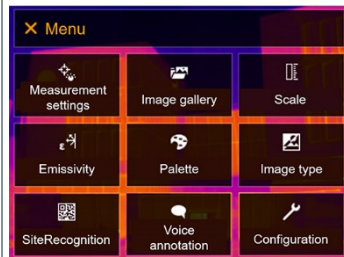 Menu
Measurement
settings
Image gallery
Scale
ε
Emissivity
Palette
Image type
SiteRecognition
Voice
annotation
Configuration